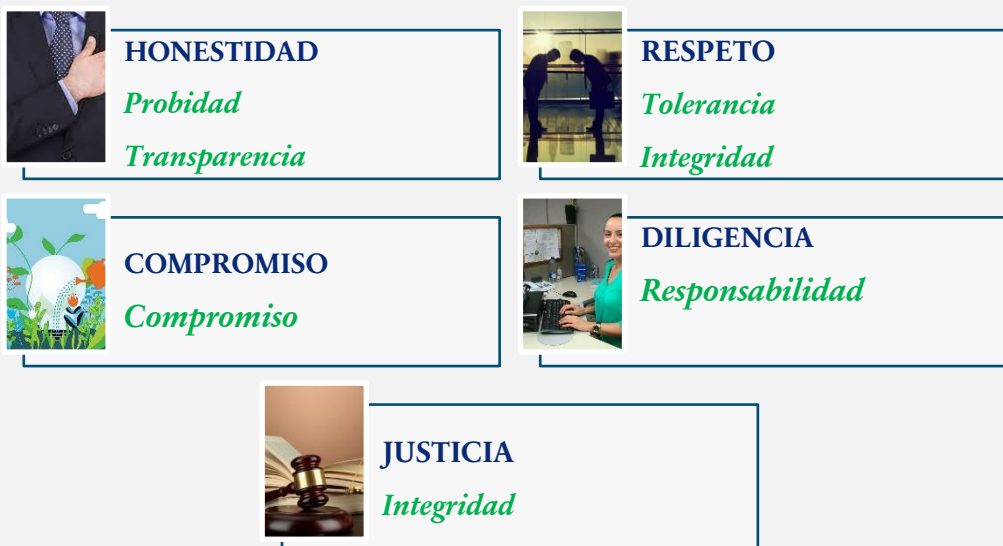 HONESTIDAD
Probidad
Transparencia
RESPETO
Tolerancia
Integridad
COMPROMISO
Compromiso
DILIGENCIA
Responsabilidad
JUSTICIA
Integridad